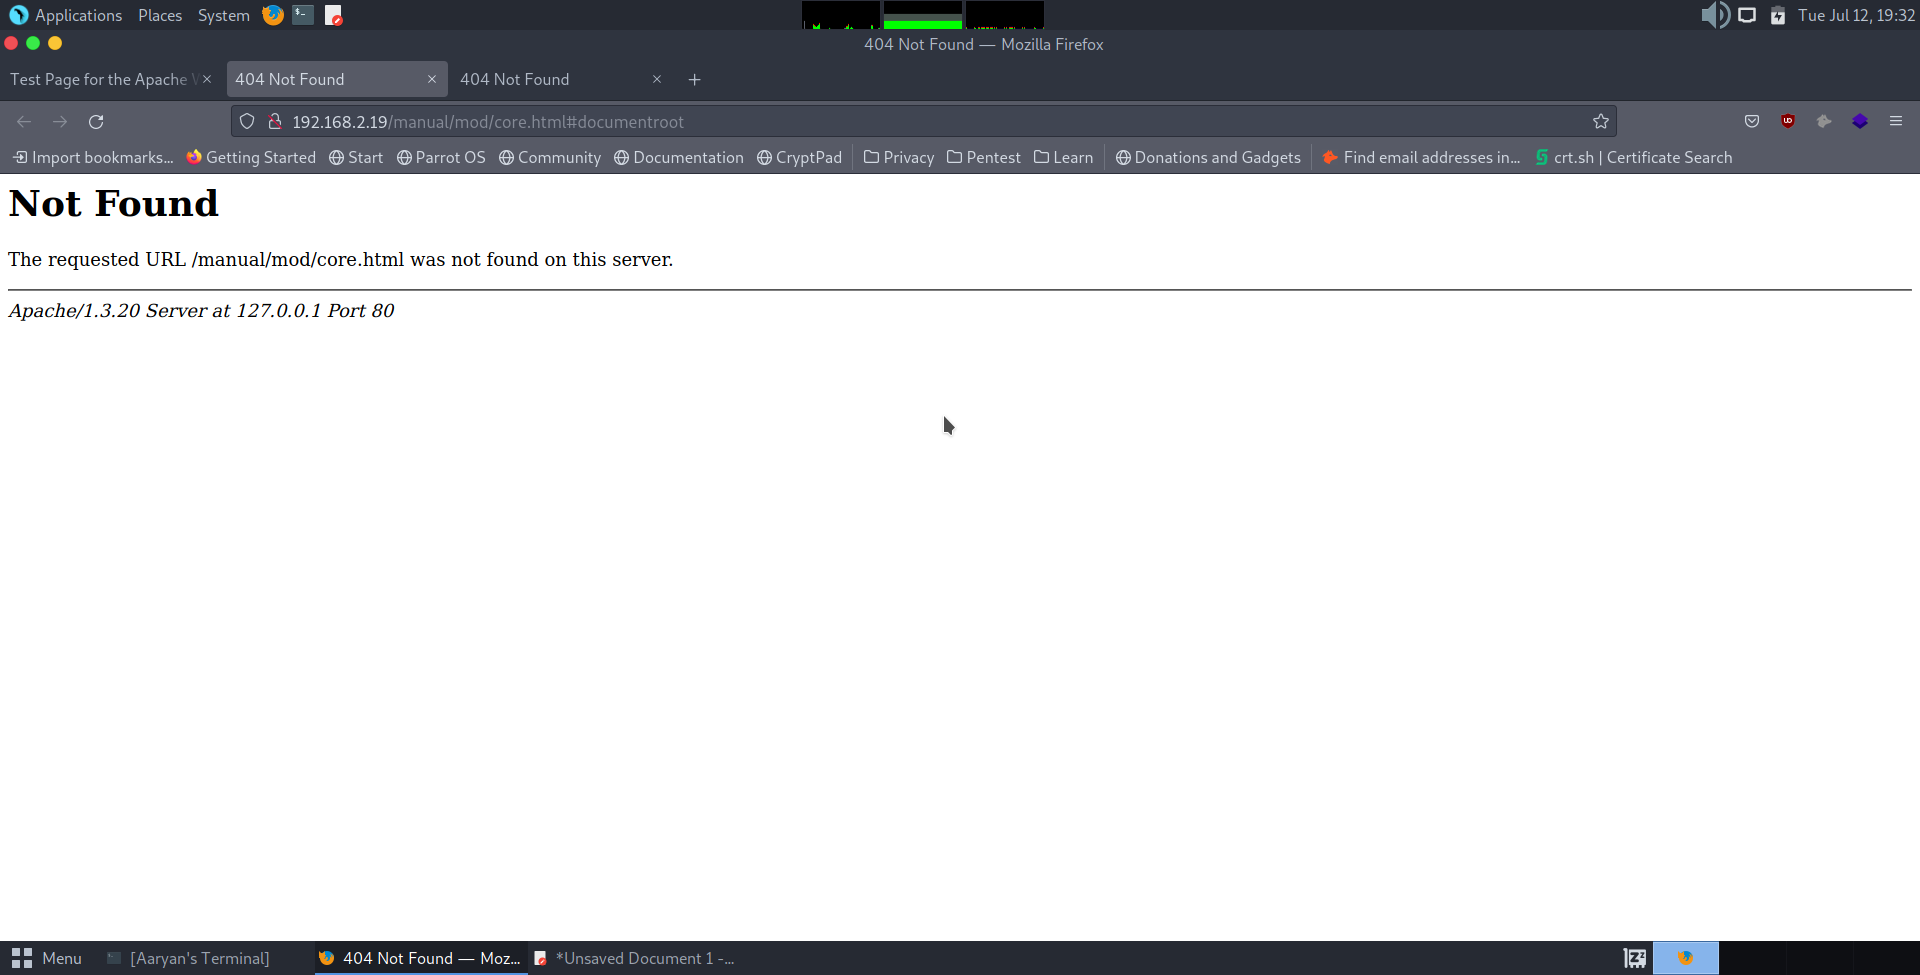 Applications Places System Tue Jul 12, 19:32
404 Not Found — Mozilla Firefox
Test Page for the Apache 404 Not Found 404 Not Found
192.168.2.19/manual/mod/core.html#documentroot
Import bookmarks... Getting Started Start Parrot OS Community Documentation CryptPad Privacy Pentest Learn Donations and Gadgets Find email addresses in... crt.sh | Certificate Search
Not Found
The requested URL /manual/mod/core.html was not found on this server.
Apache/1.3.20 Server at 127.0.0.1 Port 80
Menu [Aaryan's Terminal] 404 Not Found — Moz... *Unsaved Document 1 -...